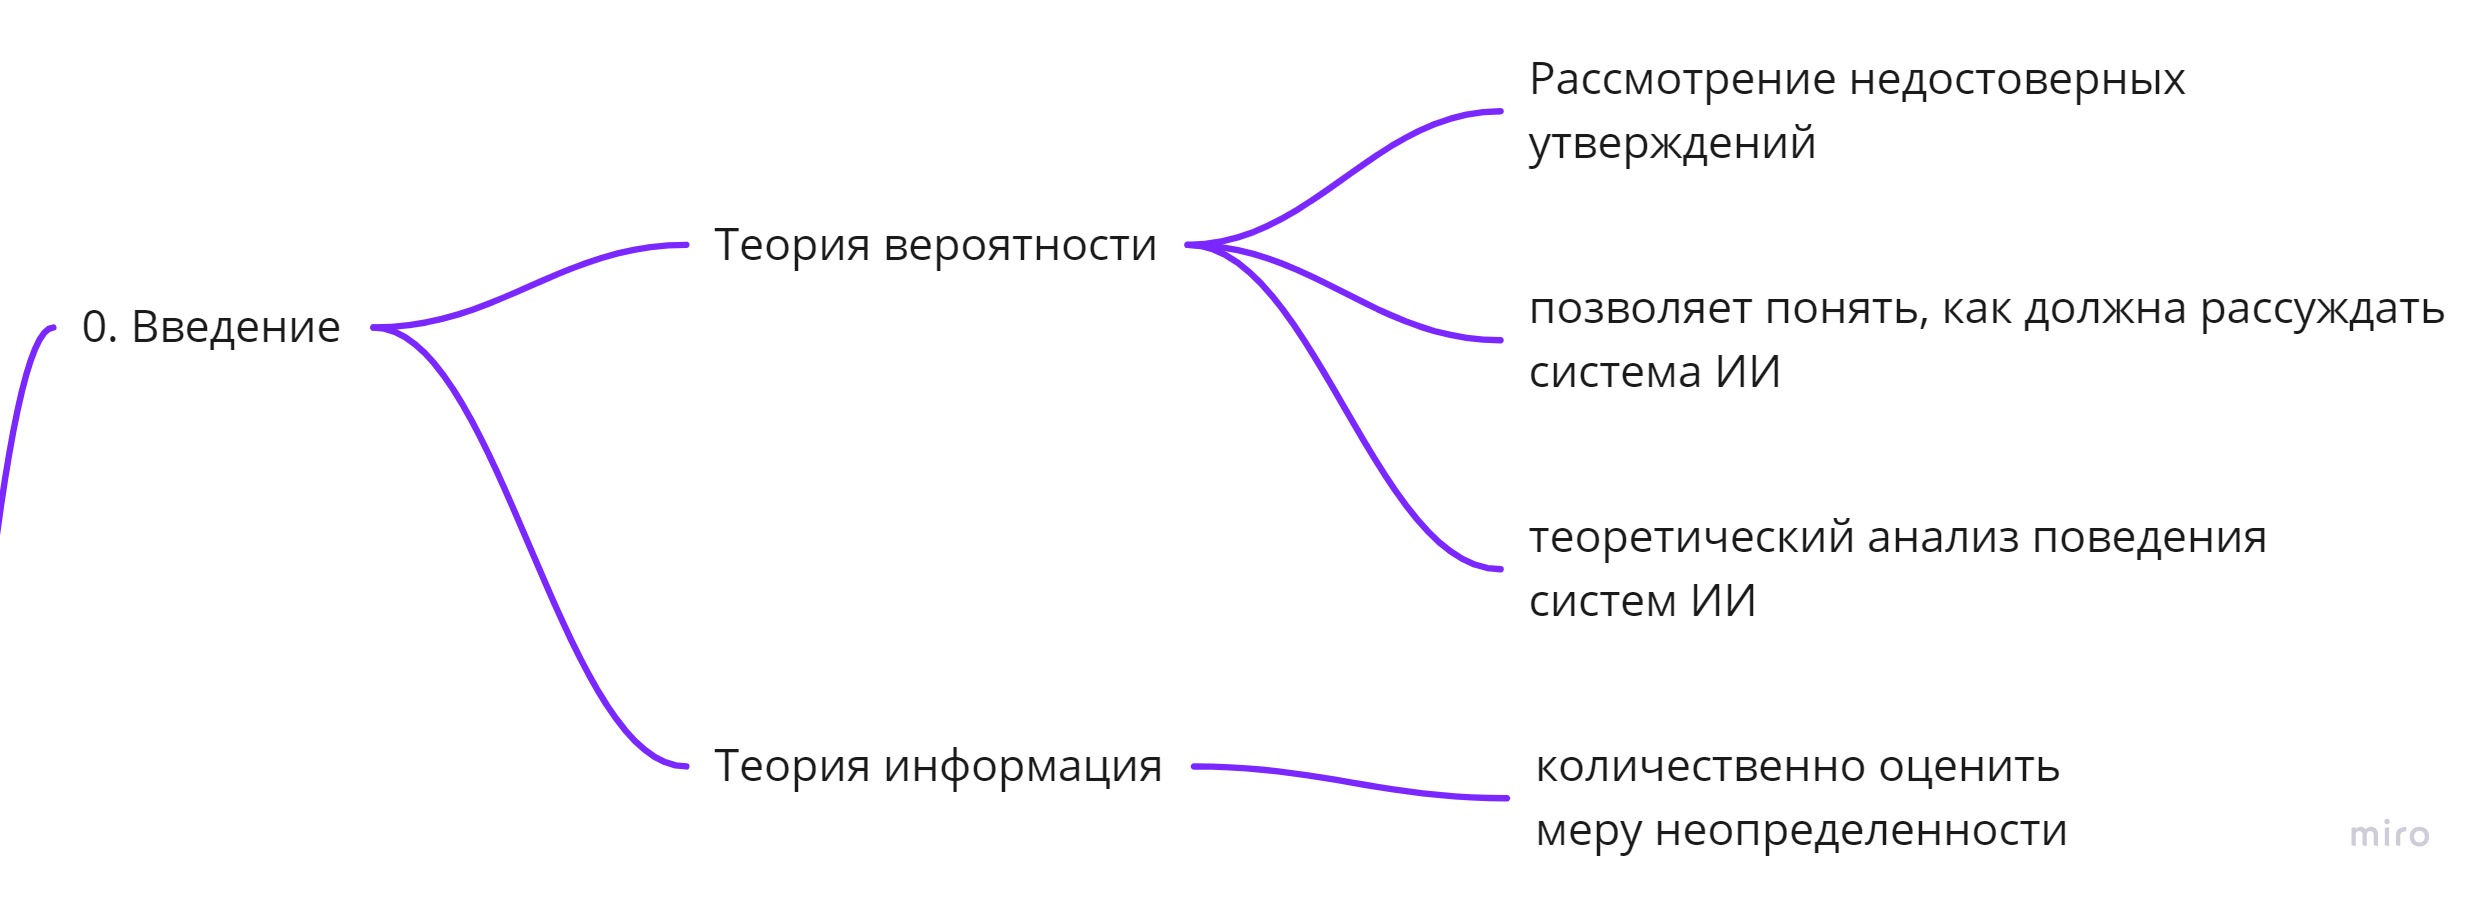 0. Введение
Теория вероятности
Рассмотрение недостоверных
утверждений
позволяет понять, как должна рассуждать
система ИИ
теоретический анализ поведения
систем ИИ
Теория информация
количественно оценить
меру неопределенности
miro